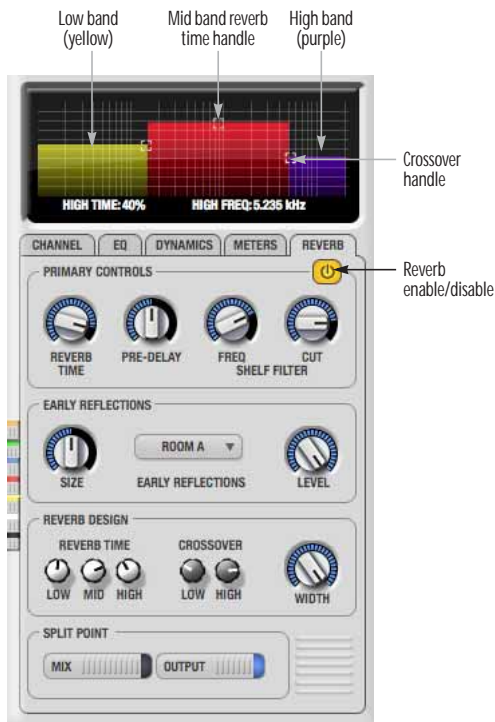 Low band
(yellow)
Mid band reverb
time handle
High band
(purple)
Crossover
handle
HIGH TIME: 40%
HIGH FREQ: 5.235 kHz
CHANNEL
EQ
DYNAMICS
METERS
REVERB
PRIMARY CONTROLS
Reverb
enable/disable
REVERB
TIME
PRE-DELAY
FREQ
CUT
SHELF FILTER
EARLY REFLECTIONS
ROOM A
SIZE
EARLY REFLECTIONS
LEVEL
REVERB DESIGN
REVERB TIME
CROSSOVER
LOW
MID
HIGH
LOW
HIGH
WIDTH
SPLIT POINT
MIX
OUTPUT